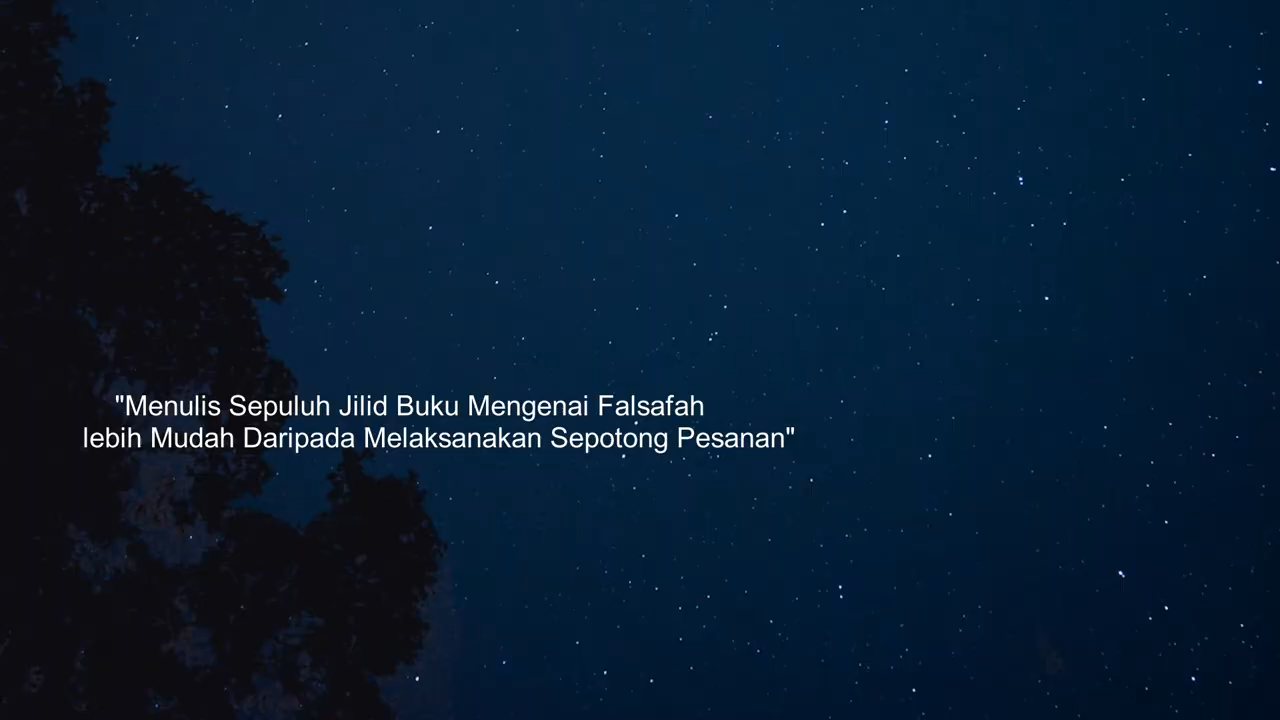 "Menulis Sepuluh Jilid Buku Mengenai Falsafah
lebih Mudah Daripada Melaksanakan Sepotong Pesanan"